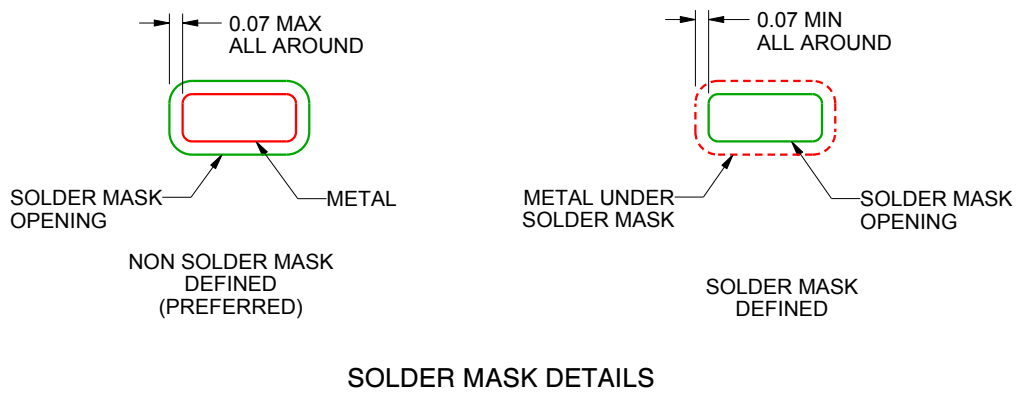 0.07 MAX
ALL AROUND
SOLDER MASK
OPENING
METAL
NON SOLDER MASK
DEFINED
(PREFERRED)
0.07 MIN
ALL AROUND
METAL UNDER
SOLDER MASK
SOLDER MASK
OPENING
SOLDER MASK
DEFINED
SOLDER MASK DETAILS